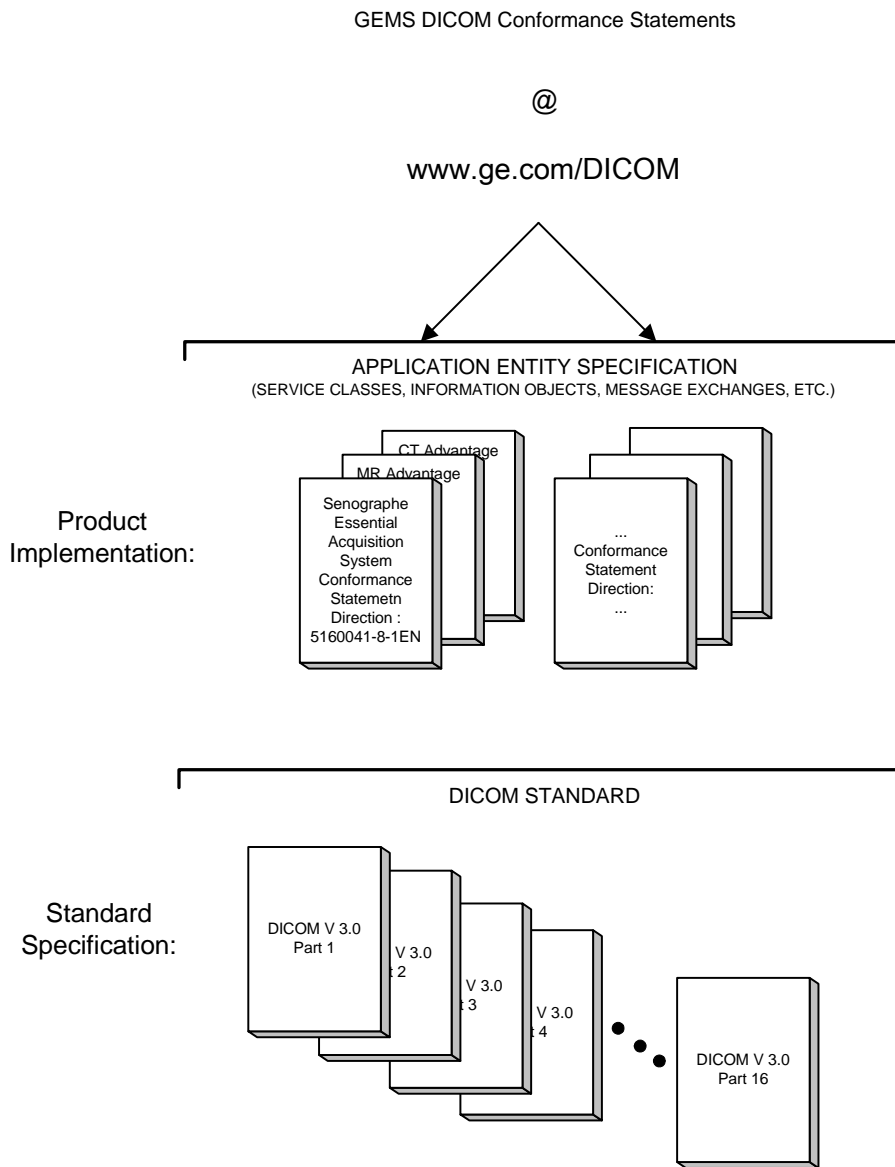 GEMS DICOM Conformance Statements
@
www.ge.com/DICOM
APPLICATION ENTITY SPECIFICATION
(SERVICE CLASSES, INFORMATION OBJECTS, MESSAGE EXCHANGES, ETC.)
Product
Implementation:
CT Advantage
MR Advantage
Senographe
Essential
Acquisition
System
Conformance
Statemetn
Direction :
5160041-8-1EN
...
Conformance
Statement
Direction:
...
DICOM STANDARD
Standard
Specification:
DICOM V 3.0
Part 1
V 3.0
t 2
V 3.0
t 3
V 3.0
t 4
DICOM V 3.0
Part 16